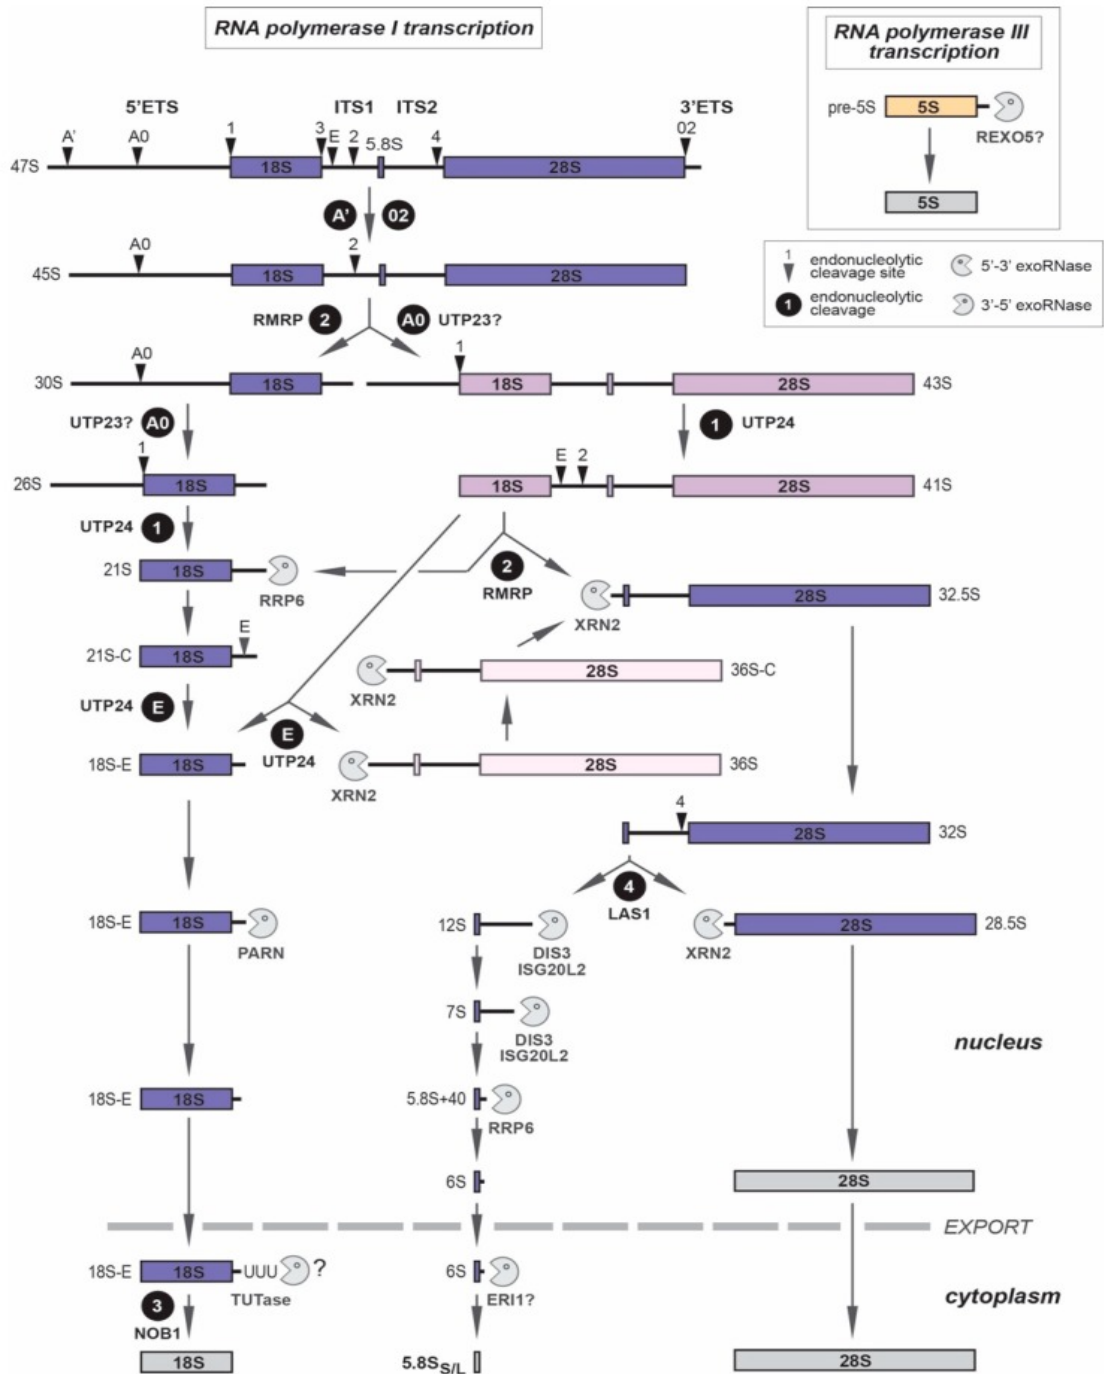 RNA polymerase I transcription
RNA polymerase III
transcription
pre-5S
5S
REXO5?
5S
5'ETS
ITS1
ITS2
3'ETS
A'
A0
1
3
E
2
5.8S
4
02
47S
18S
28S
A'
02
A0
2
45S
18S
28S
1
endonucleolytic
cleavage site
5'-3' exoRNase
1
endonucleolytic
cleavage
3'-5' exoRNase
RMRP
2
A0
UTP23?
A0
1
30S
18S
18S
28S
43S
UTP23?
A0
1
UTP24
1
E
2
26S
18S
18S
28S
41S
UTP24
1
21S
18S
RRP6
2
RMRP
XRN2
28S
32.5S
E
21S-C
18S
XRN2
28S
36S-C
UTP24
E
E
UTP24
18S-E
18S
XRN2
28S
36S
4
28S
32S
4
LAS1
18S-E
18S
PARN
12S
DIS3
ISG20L2
XRN2
28S
28.5S
7S
DIS3
ISG20L2
nucleus
18S-E
18S
5.8S+40
RRP6
6S
28S
EXPORT
18S-E
18S
UUU
?
TUTase
6S
ERI1?
cytoplasm
3
NOB1
18S
5.8S S/L
28S